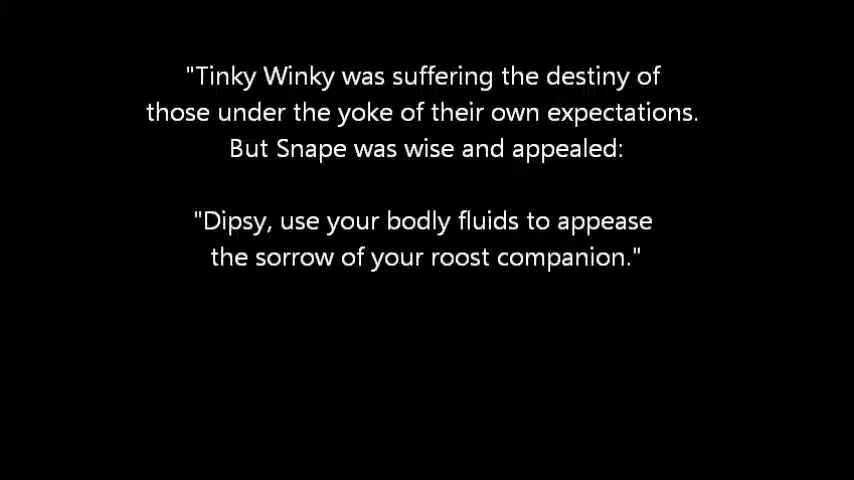 "Tinky Winky was suffering the destiny of
those under the yoke of their own expectations.
But Snape was wise and appealed:
"Dipsy, use your bodly fluids to appease
the sorrow of your roost companion."